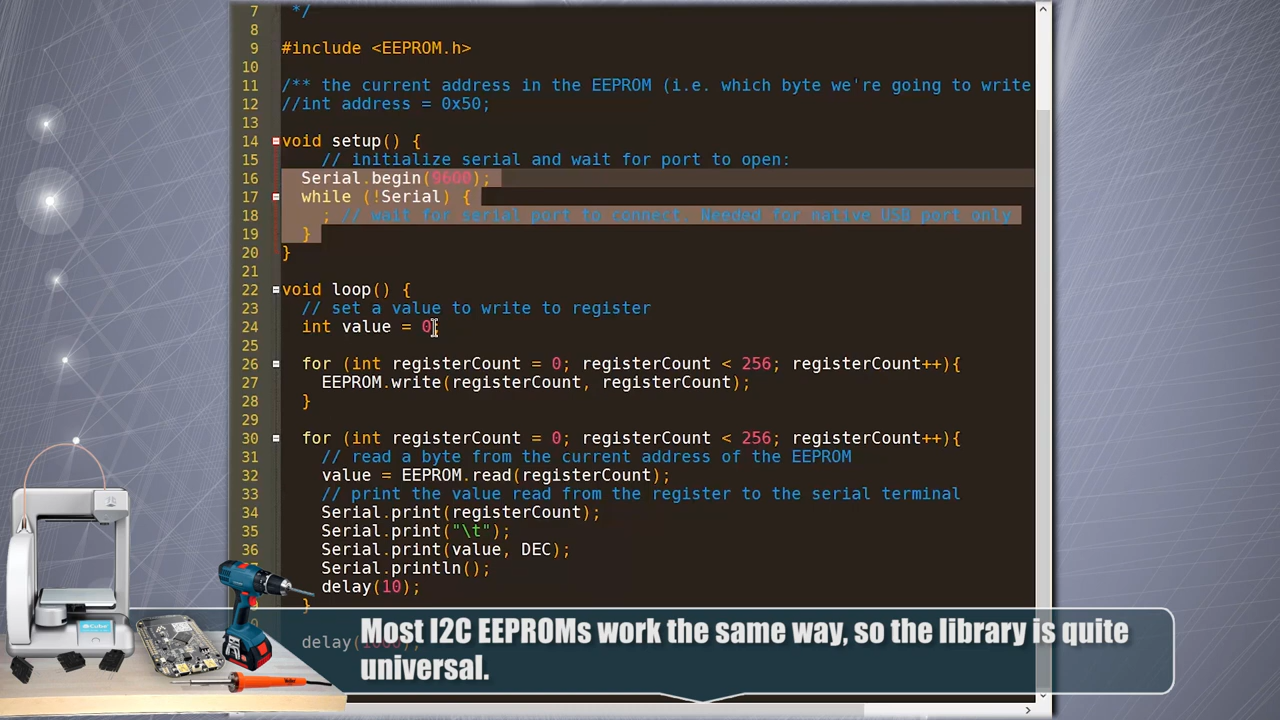 7 */
8
9 #include <EEPROM.h>
10
11 /** the current address in the EEPROM (i.e. which byte we're going to write
12 //int address = 0x50;
13
14 void setup() {
15 // initialize serial and wait for port to open:
16 Serial.begin(9600);
17 while (!Serial) {
18 ; // wait for serial port to connect. Needed for native USB port only
19 }
20 }
21
22 void loop() {
23 // set a value to write to register
24 int value = 0;
25
26 for (int registerCount = 0; registerCount < 256; registerCount++){
27 EEPROM.write(registerCount, registerCount);
28 }
29
30 for (int registerCount = 0; registerCount < 256; registerCount++){
31 // read a byte from the current address of the EEPROM
32 value = EEPROM.read(registerCount);
33 // print the value read from the register to the serial terminal
34 Serial.print(registerCount);
35 Serial.print("\t");
36 Serial.print(value, DEC);
Serial.println();
delay(10);
}
delay(1000);
Most I2C EEPROMs work the same way, so the library is quite
universal.